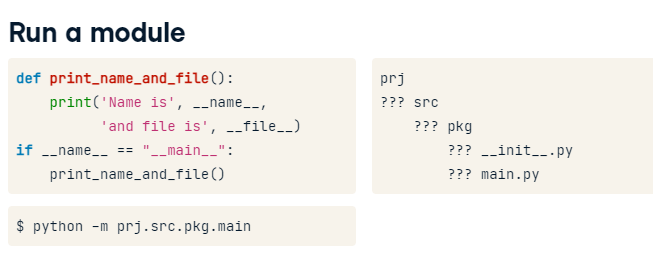 Run a module
def print_name_and_file():
    print('Name is', __name__,
          'and file is', __file__)
if __name__ == "__main__":
    print_name_and_file()
prj
??? src
    ??? pkg
        ??? __init__.py
        ??? main.py
$ python -m prj.src.pkg.main